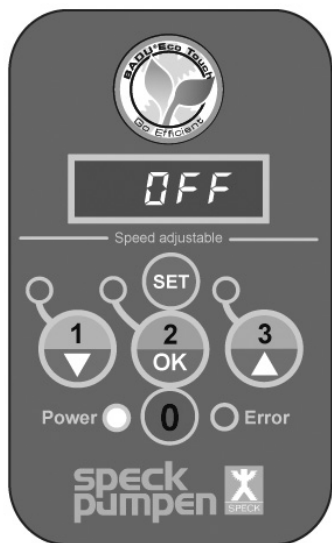 BADU®Eco Touch
Go Efficient
OFF
Speed adjustable
SET
1 2 3
OK
Power 0 Error
speck
pumpen
SPECK